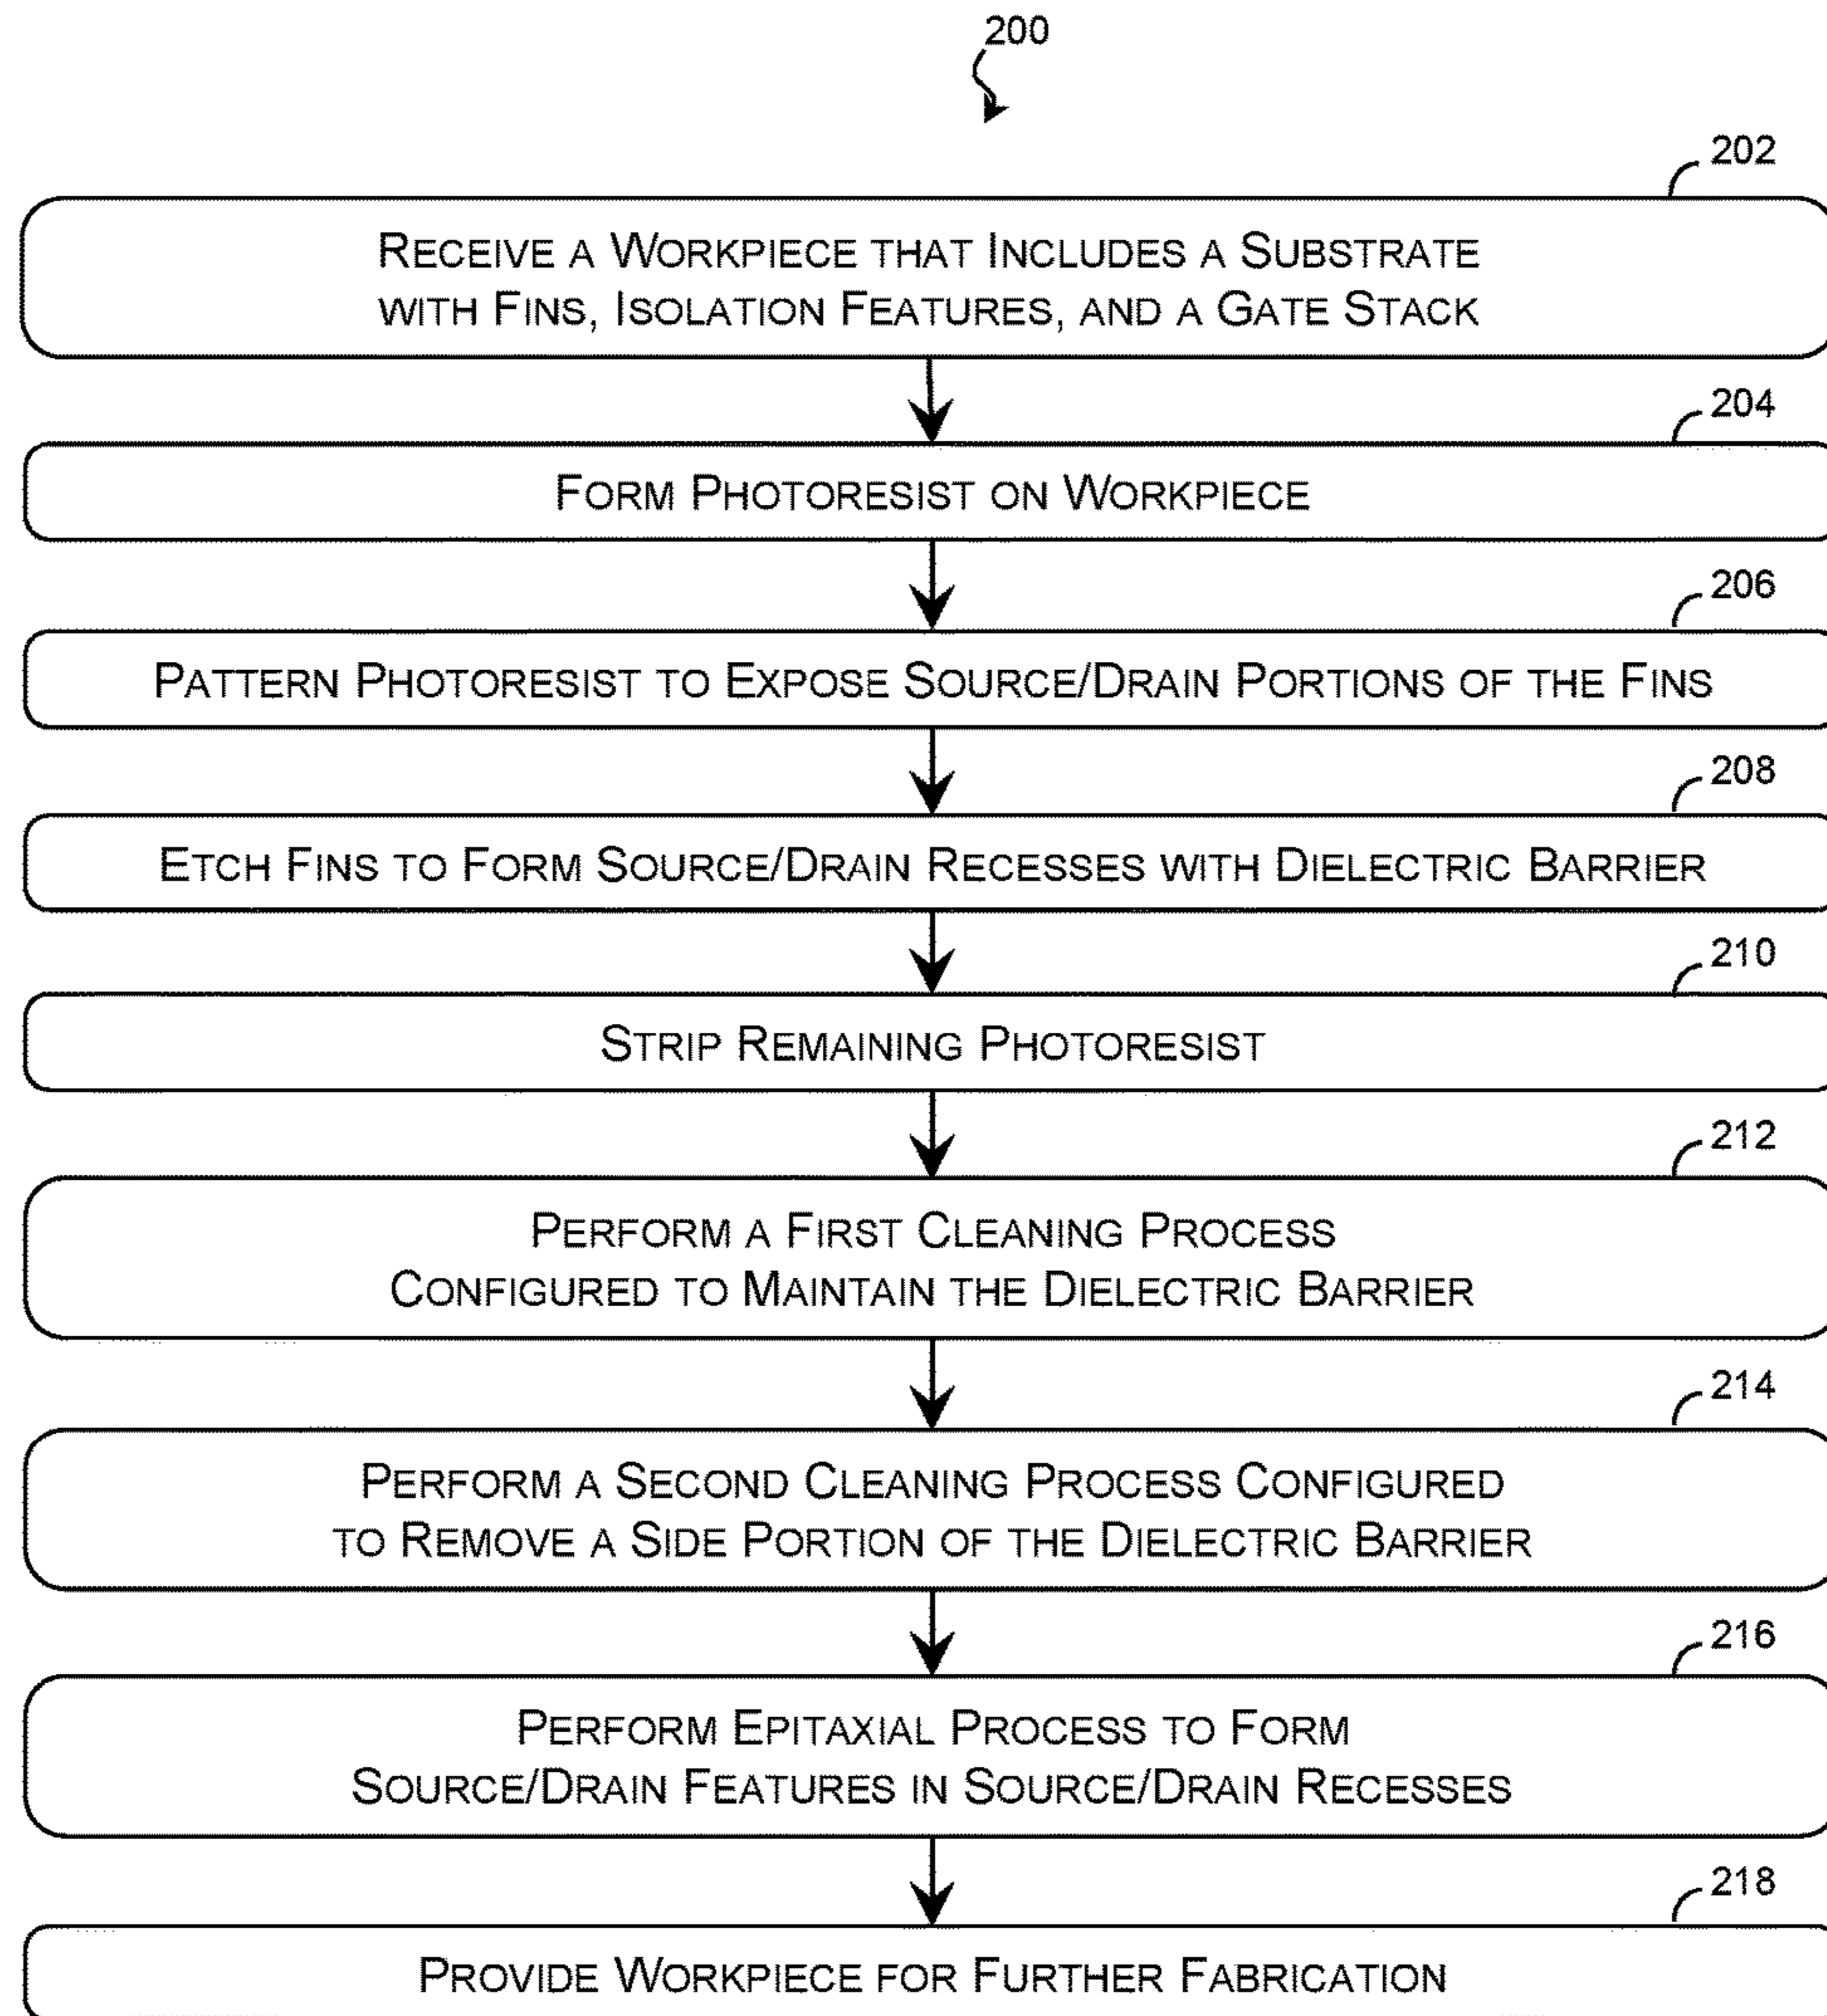 200
202
RECEIVE A WORKPIECE THAT INCLUDES A SUBSTRATE
WITH FINS, ISOLATION FEATURES, AND A GATE STACK
204
FORM PHOTORESIST ON WORKPIECE
206
PATTERN PHOTORESIST TO EXPOSE SOURCE/DRAIN PORTIONS OF THE FINS
208
ETCH FINS TO FORM SOURCE/DRAIN RECESSES WITH DIELECTRIC BARRIER
210
STRIP REMAINING PHOTORESIST
212
PERFORM A FIRST CLEANING PROCESS
CONFIGURED TO MAINTAIN THE DIELECTRIC BARRIER
214
PERFORM A SECOND CLEANING PROCESS CONFIGURED
TO REMOVE A SIDE PORTION OF THE DIELECTRIC BARRIER
216
PERFORM EPITAXIAL PROCESS TO FORM
SOURCE/DRAIN FEATURES IN SOURCE/DRAIN RECESSES
218
PROVIDE WORKPIECE FOR FURTHER FABRICATION